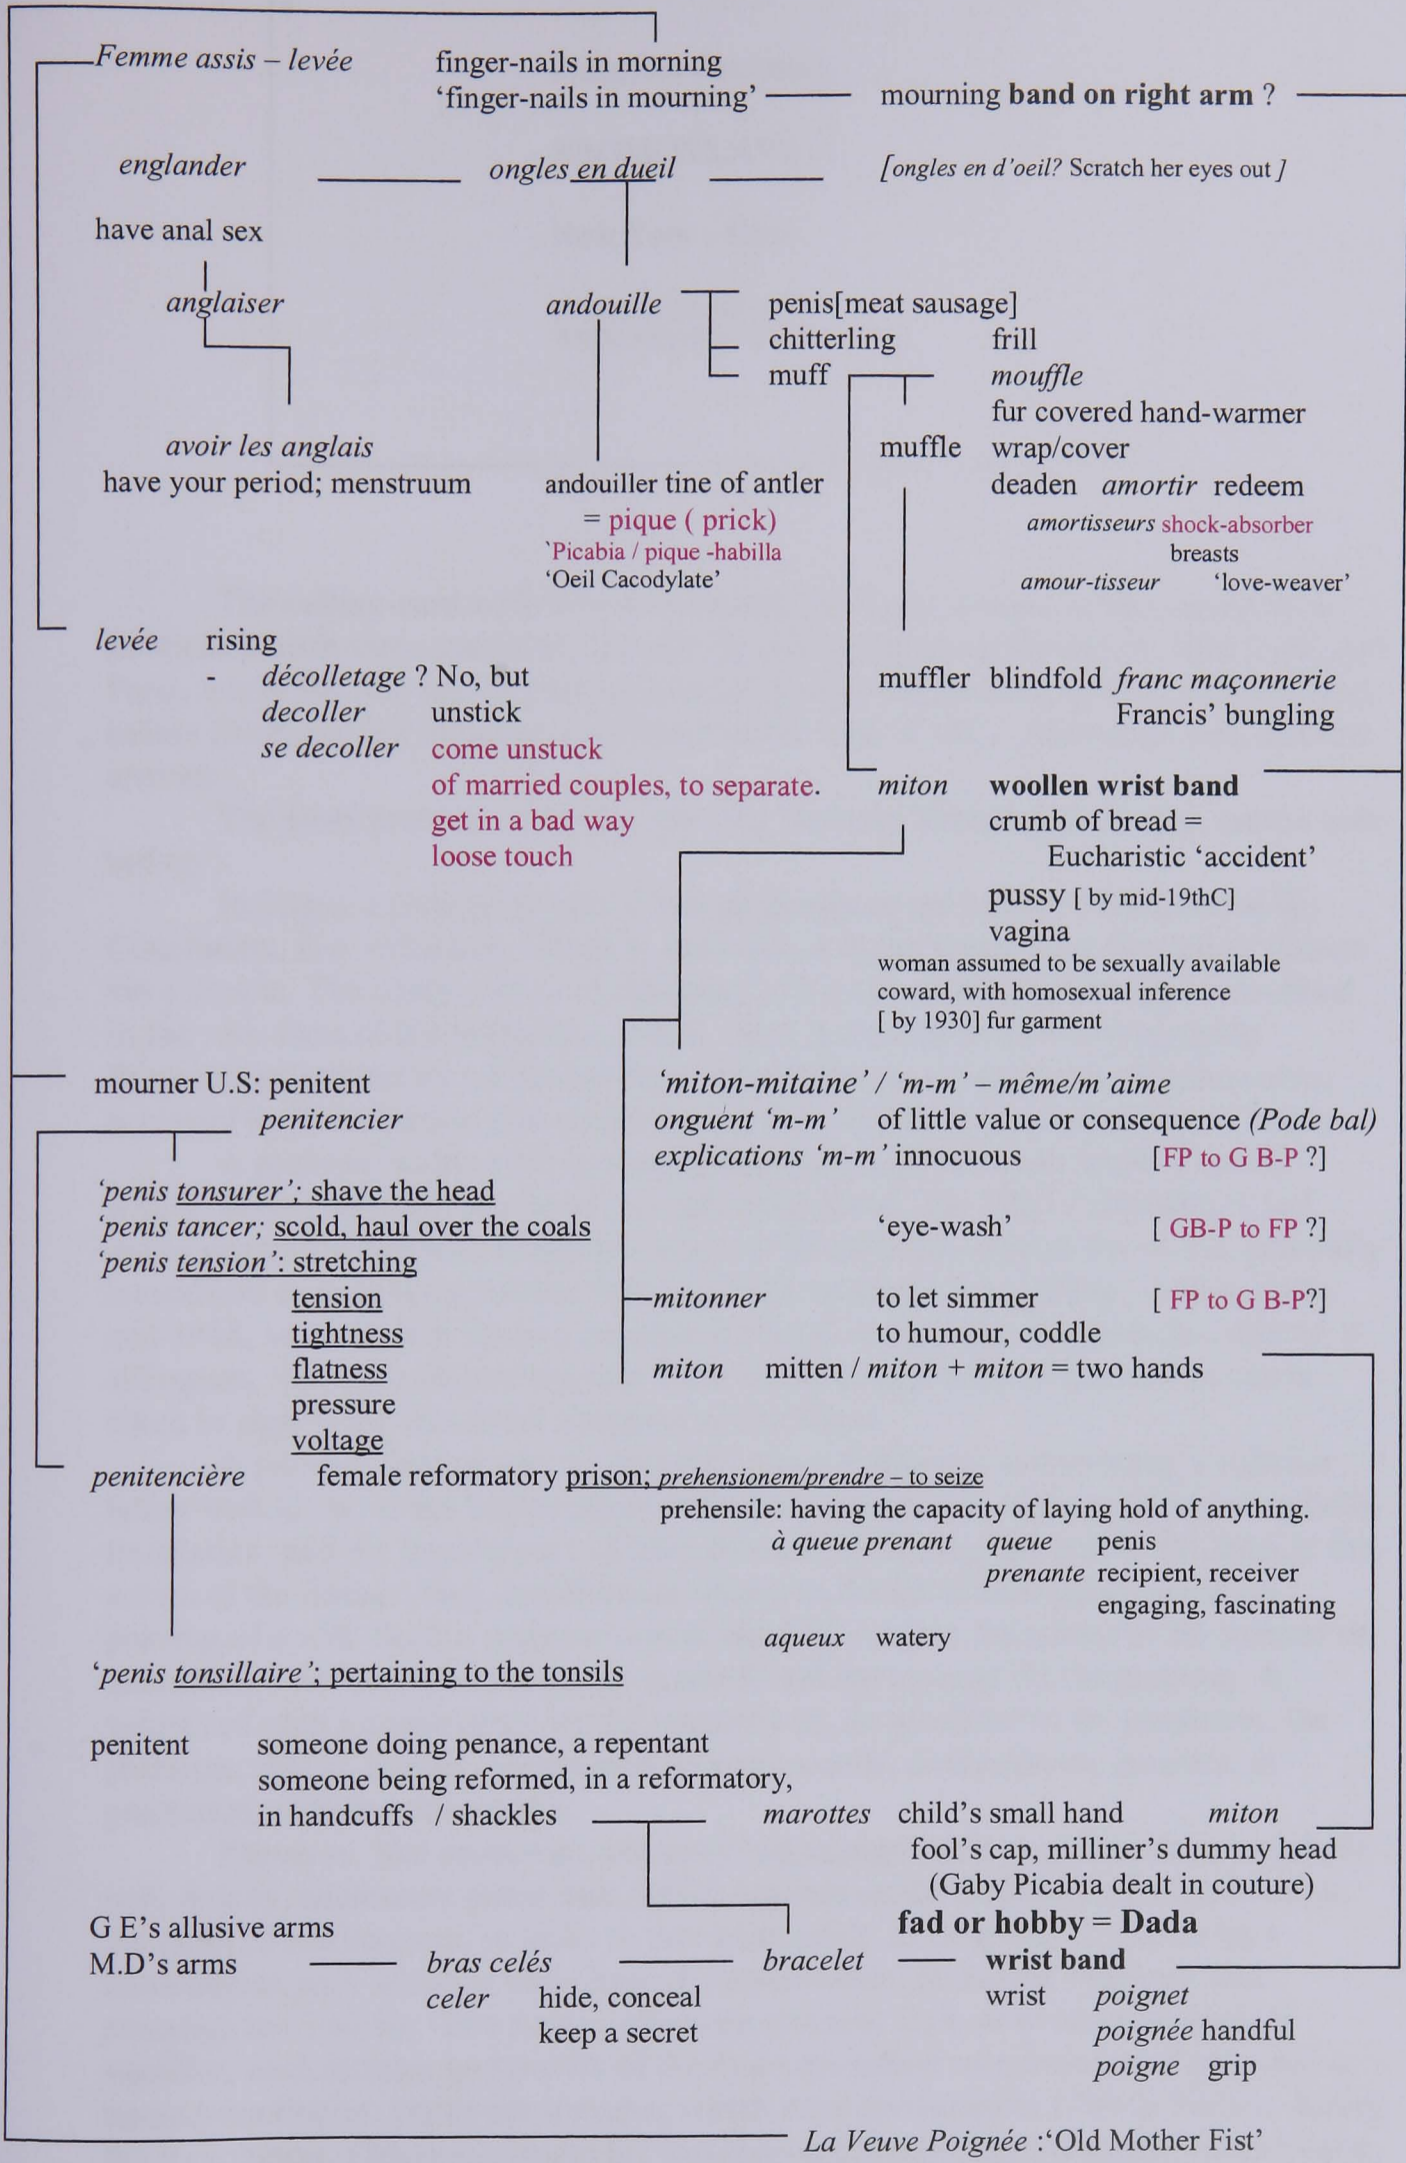 Femme assis – levée finger-nails in morning
‘finger-nails in mourning’ mourning band on right arm ?
englander ongles en dueil [ongles en d'oeil? Scratch her eyes out ]
have anal sex
anglaiser andouille penis[meat sausage]
chitterling frill
muff mouffle
fur covered hand-warmer
avoir les anglais muffle wrap/cover
have your period; menstruum andouiller tine of antler deaden amortir redeem
= pique ( prick) amortisseurs shock-absorber
`Picabia / pique -habilla breasts
‘Oeil Cacodylate’ amour-tisseur ‘love-weaver’
levée rising
- décolletage ? No, but muffler blindfold franc maçonnerie
decoller unstick Francis’ bungling
se decoller come unstuck
of married couples, to separate. miton woollen wrist band
get in a bad way crumb of bread =
loose touch Eucharistic ‘accident’
pussy [ by mid-19thC]
vagina
woman assumed to be sexually available
coward, with homosexual inference
[ by 1930] fur garment
mourner U.S: penitent ‘miton-mitaine’ / ‘m-m’ – même/m’aime
penitencier onguent ‘m-m’ of little value or consequence (Pode bal)
explications ‘m-m’ innocuous [FP to G B-P ?]
‘penis tonsurer’; shave the head
‘penis tancer; scold, haul over the coals ‘eye-wash’ [ GB-P to FP ?]
‘penis tension’: stretching
tension mitonner to let simmer [ FP to G B-P?]
tightness to humour, coddle
flatness miton mitten / miton + miton = two hands
pressure
voltage
penitencière female reformatory prison; prehensionem/prendre – to seize
prehensile: having the capacity of laying hold of anything.
à queue prenant queue penis
prenante recipient, receiver
engaging, fascinating
aqueux watery
‘penis tonsillaire’; pertaining to the tonsils
penitent someone doing penance, a repentant
someone being reformed, in a reformatory,
in handcuffs / shackles marottes child’s small hand miton
fool’s cap, milliner’s dummy head
(Gaby Picabia dealt in couture)
G E’s allusive arms fad or hobby = Dada
M.D’s arms bras celés bracelet wrist band
celer hide, conceal wrist poignet
keep a secret poignée handful
poigne grip
La Veuve Poignée :‘Old Mother Fist’